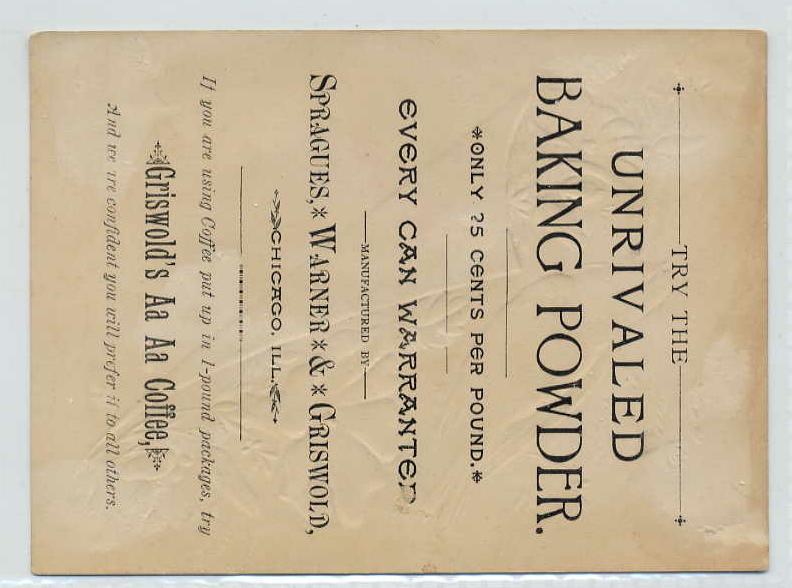 TRY THE
UNRIVALED
BAKING POWDER.
*ONLY 25 CENTS PER POUND.*
EVERY CAN WARRANTED
MANUFACTURED BY
SPRAGUES,* WARNER*&*GRISWOLD,
CHICAGO, ILL.
If you are using Coffee put up in 1-pound packages, try
Griswold's Aa Aa Coffee,
And we are confident you will prefer it to all others.